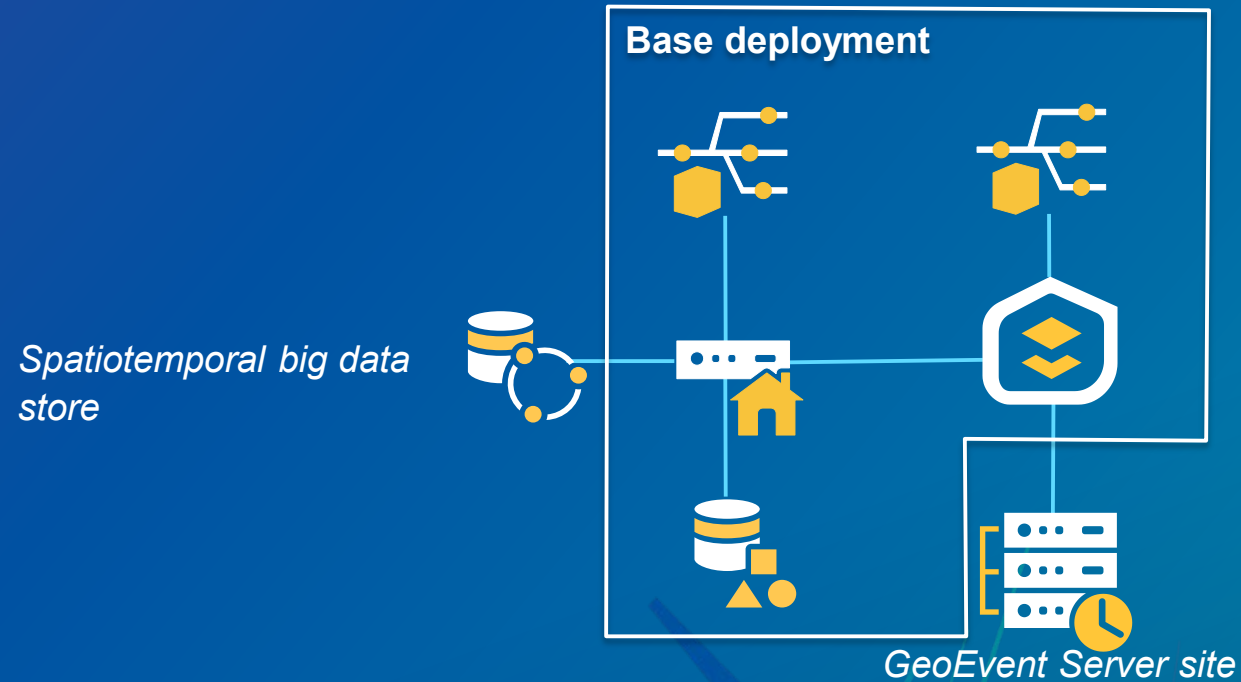 Base deployment
Spatiotemporal big data
store
GeoEvent Server site